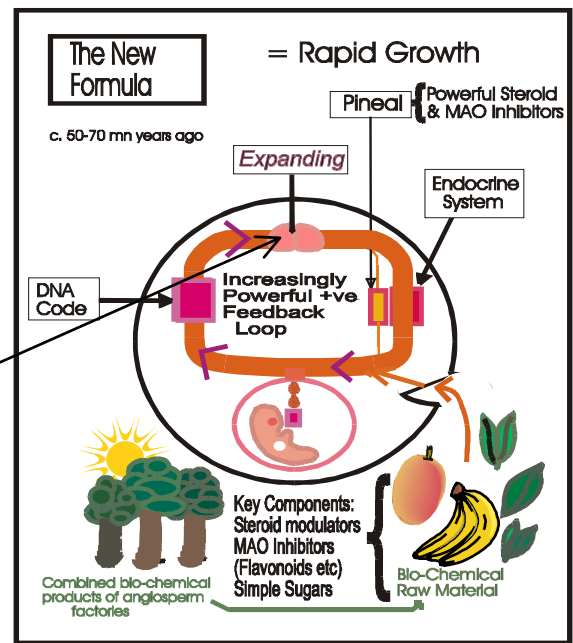 The New
Formula
= Rapid Growth
c. 50-70 mn years ago
Pineal
Powerful Steroid
& MAO Inhibitors
Expanding
Endocrine
System
DNA
Code
Increasingly
Powerful +ve
Feedback
Loop
Key Components:
Steroid modulators
MAO Inhibitors
(Flavonoids etc)
Simple Sugars
Bio-Chemical
Raw Material
Combined bio-chemical
products of angiosperm
factories